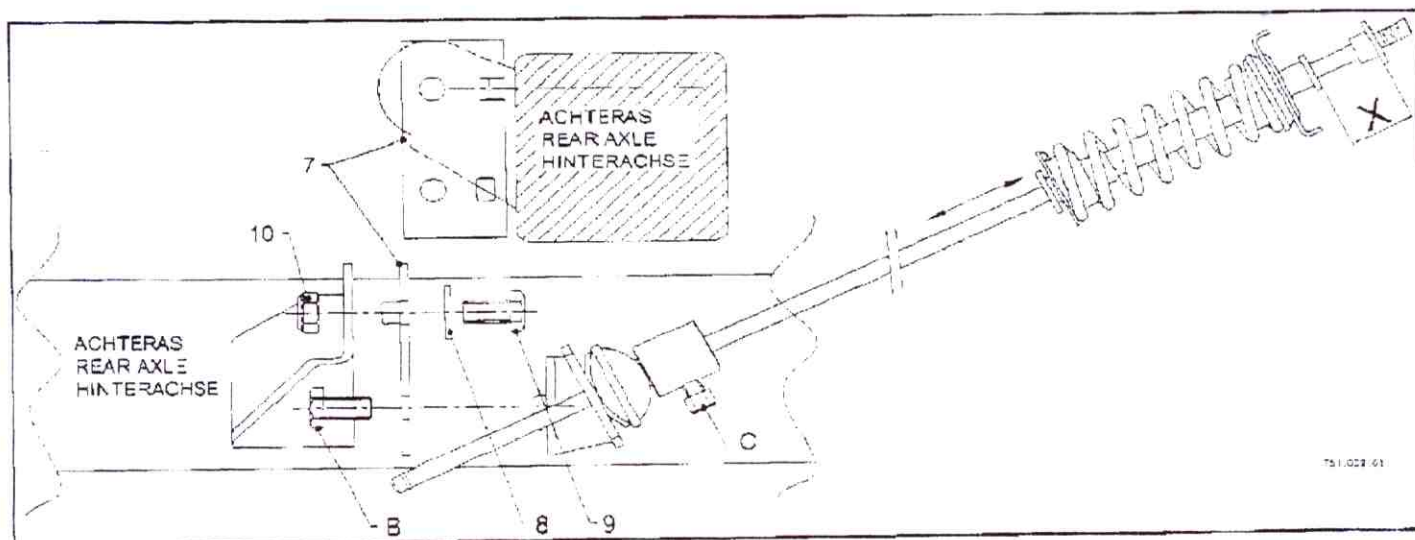 ACHTERAS
REAR AXLE
HINTERACHSE
X
7
10
ACHTERAS
REAR AXLE
HINTERACHSE
C
B
8
9